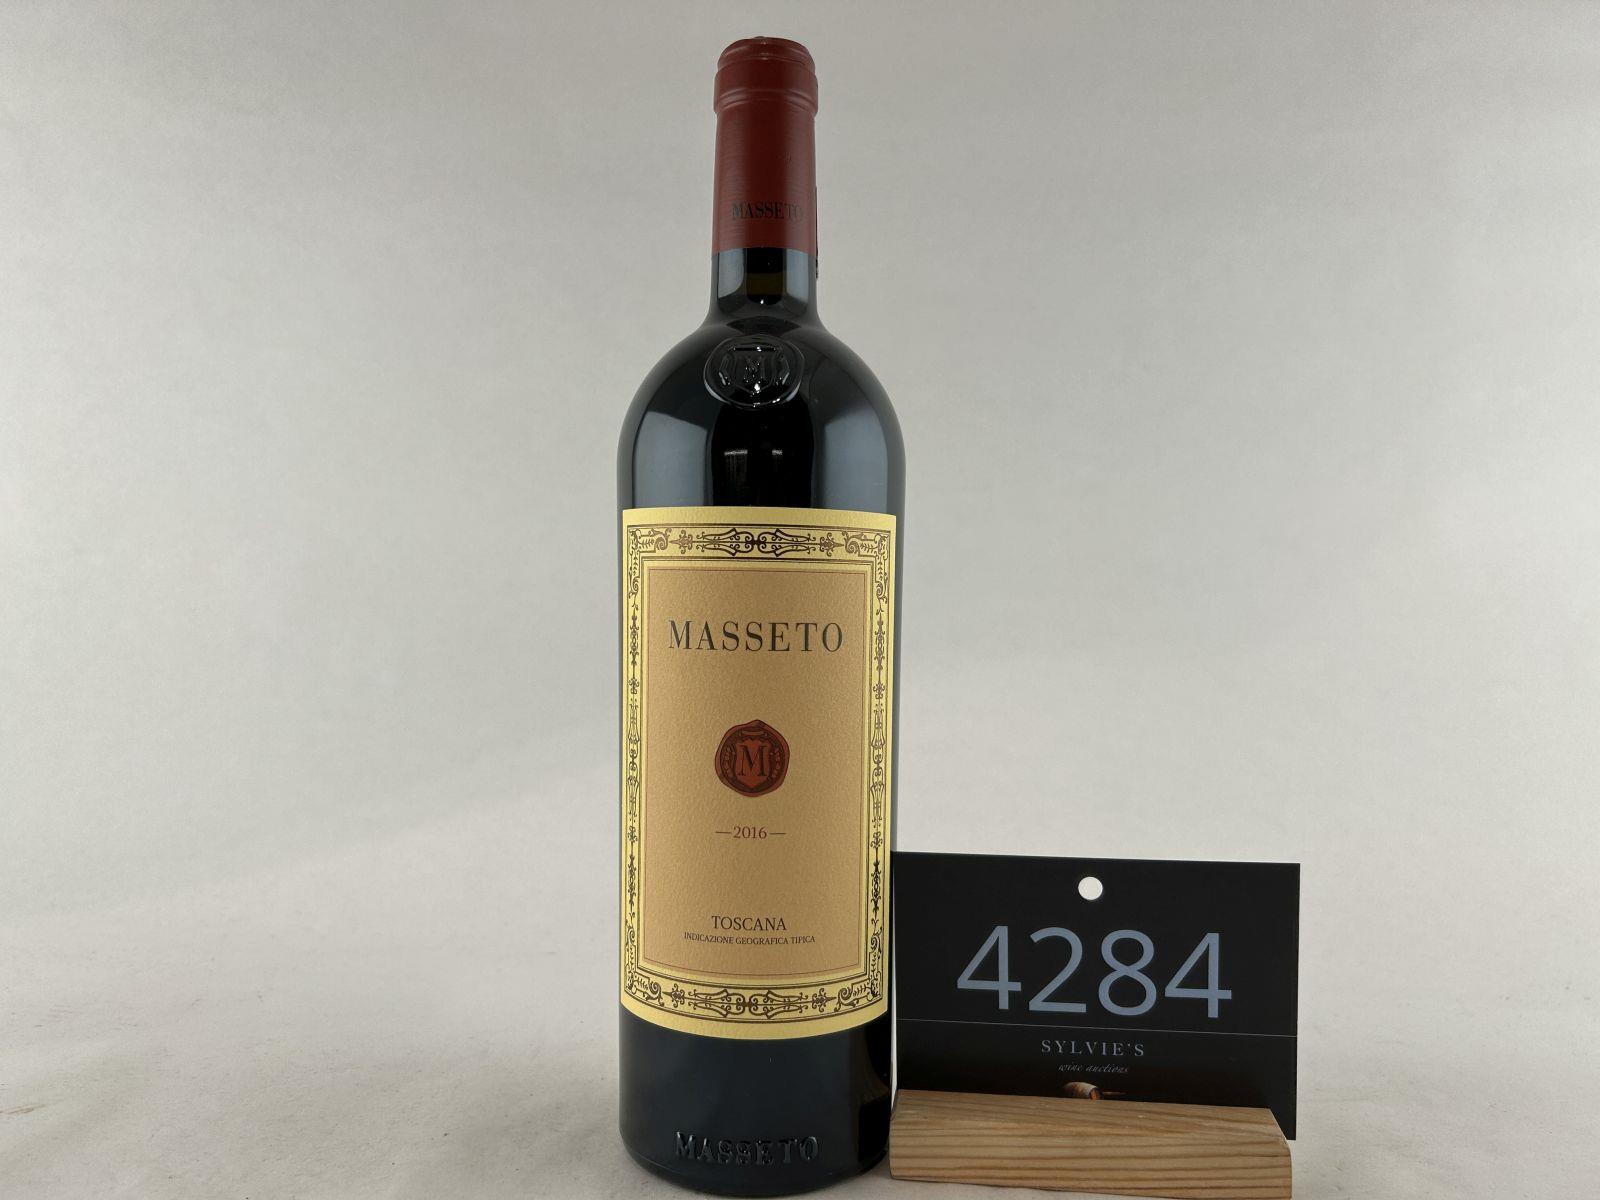 MASSETO
M
MASSETO
M
—2016—
TOSCANA
INDICAZIONE GEOGRAFICA TIPICA
MASSETO
4284
SYLVIE'S
wine auctions